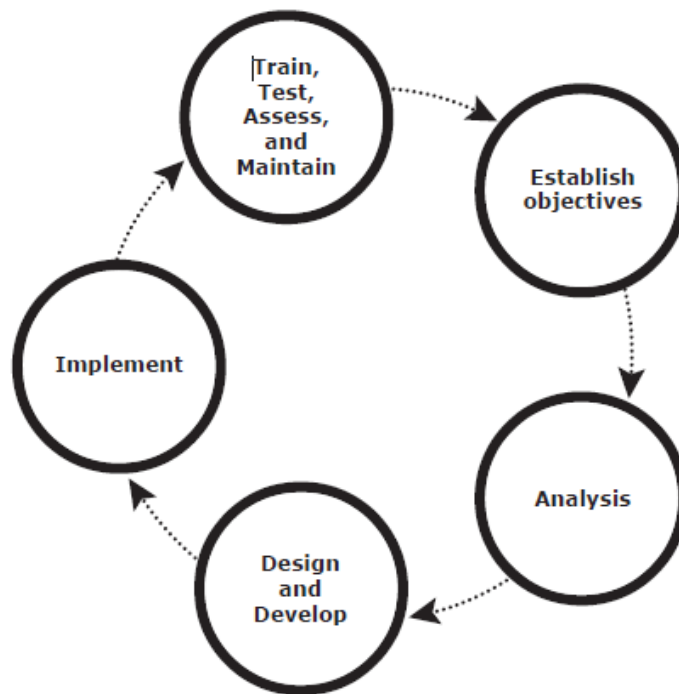 Train,
Test,
Assess,
and
Maintain
Establish
objectives
Analysis
Design
and
Develop
Implement